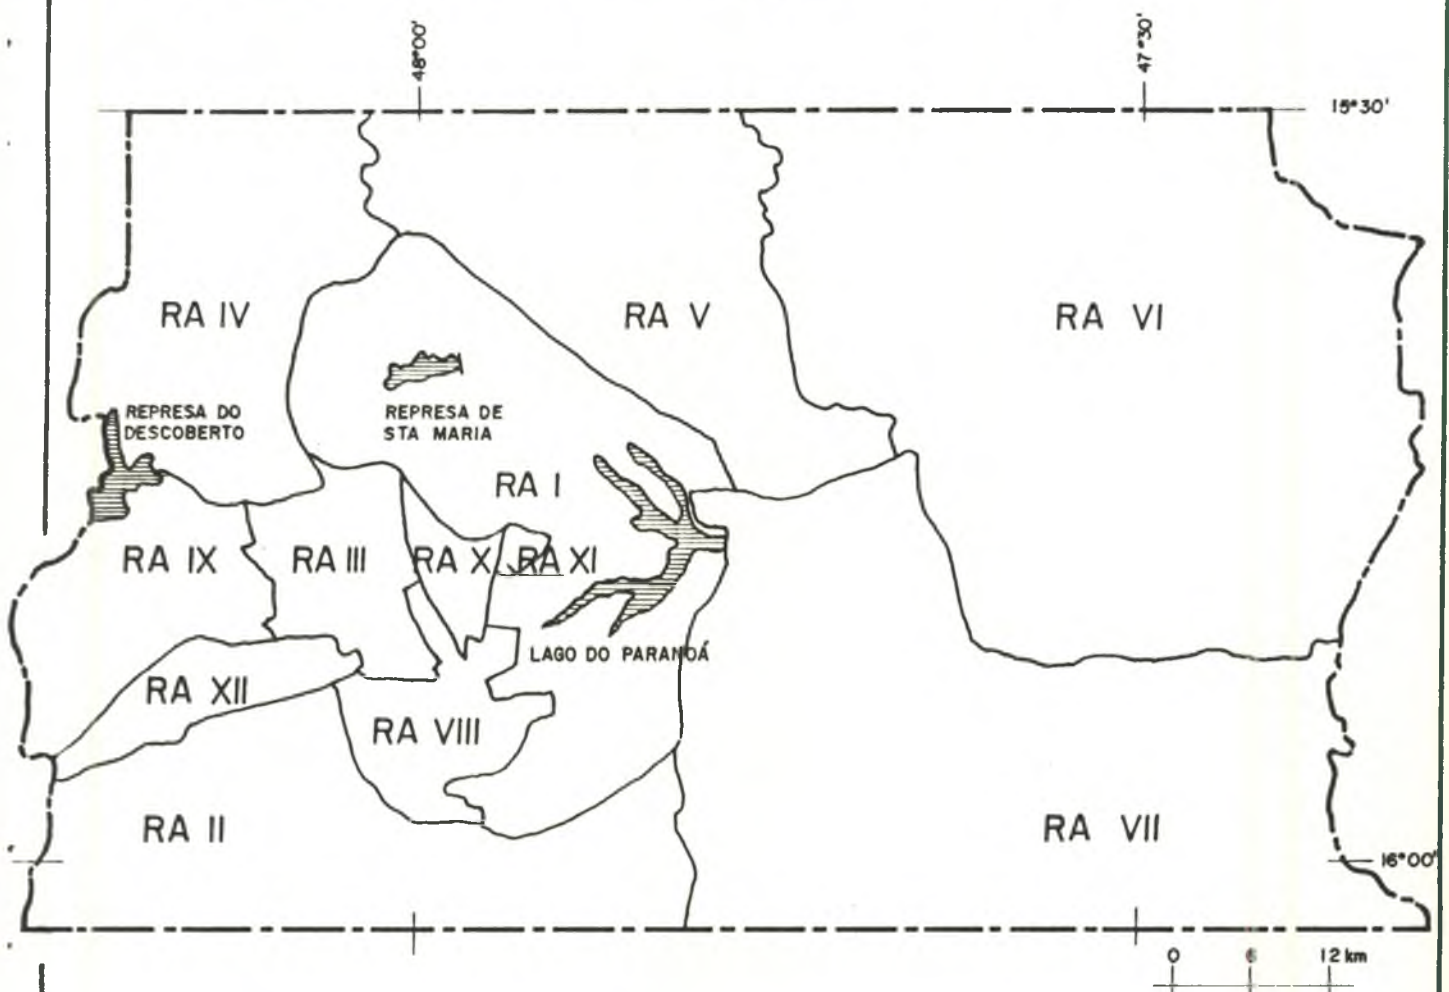 48°00'
47°30'
15°30'
RA IV
RA V
RA VI
REPRESA DO
DESCOBERTO
REPRESA DE
STA MARIA
RA I
RA IX
RA III
RA X
RA XI
LAGO DO PARANOÁ
RA XII
RA VIII
RA II
RA VII
16°00'
0 6 12 km